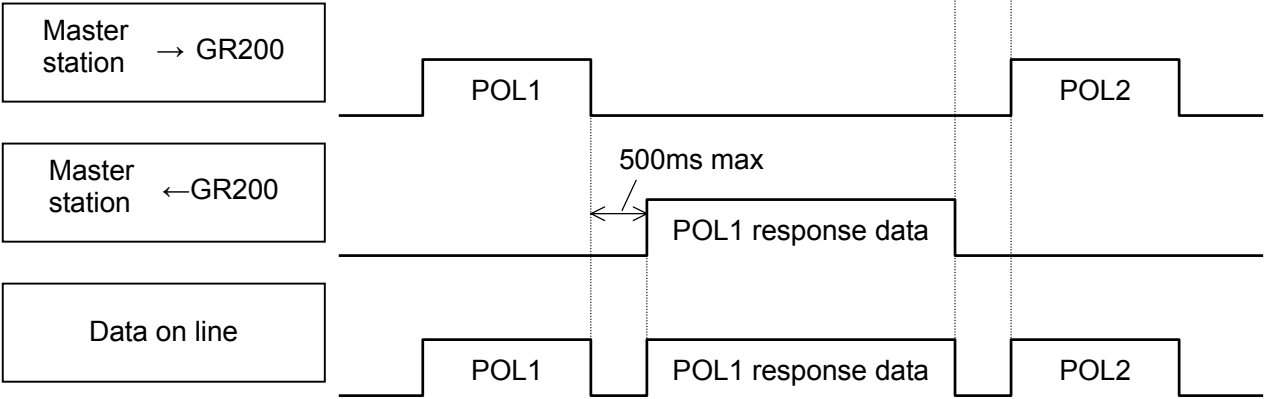 Master
station → GR200
POL1
POL2
Master
station ←GR200
500ms max
POL1 response data
Data on line
POL1
POL1 response data
POL2